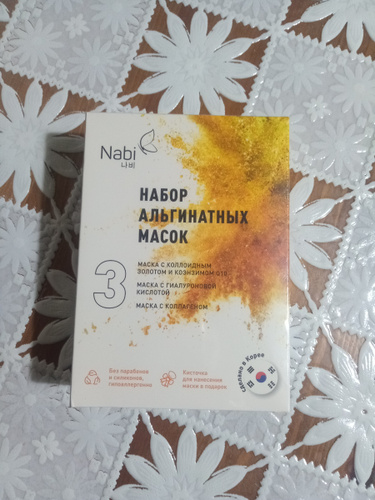 Nabi
나비
НАБОР
АЛЬГИНАТНЫХ
МАСОК
3
МАСКА С КОЛЛОИДНЫМ
ЗОЛОТОМ И КОЭНЗИМОМ Q10
МАСКА С ГИАЛУРОНОВОЙ
КИСЛОТОЙ
МАСКА С КОЛЛАГЕНОМ
Без парабенов
и силиконов,
гипоаллергенно
Кисточка
для нанесения
маски в подарок
Сделано в Корее